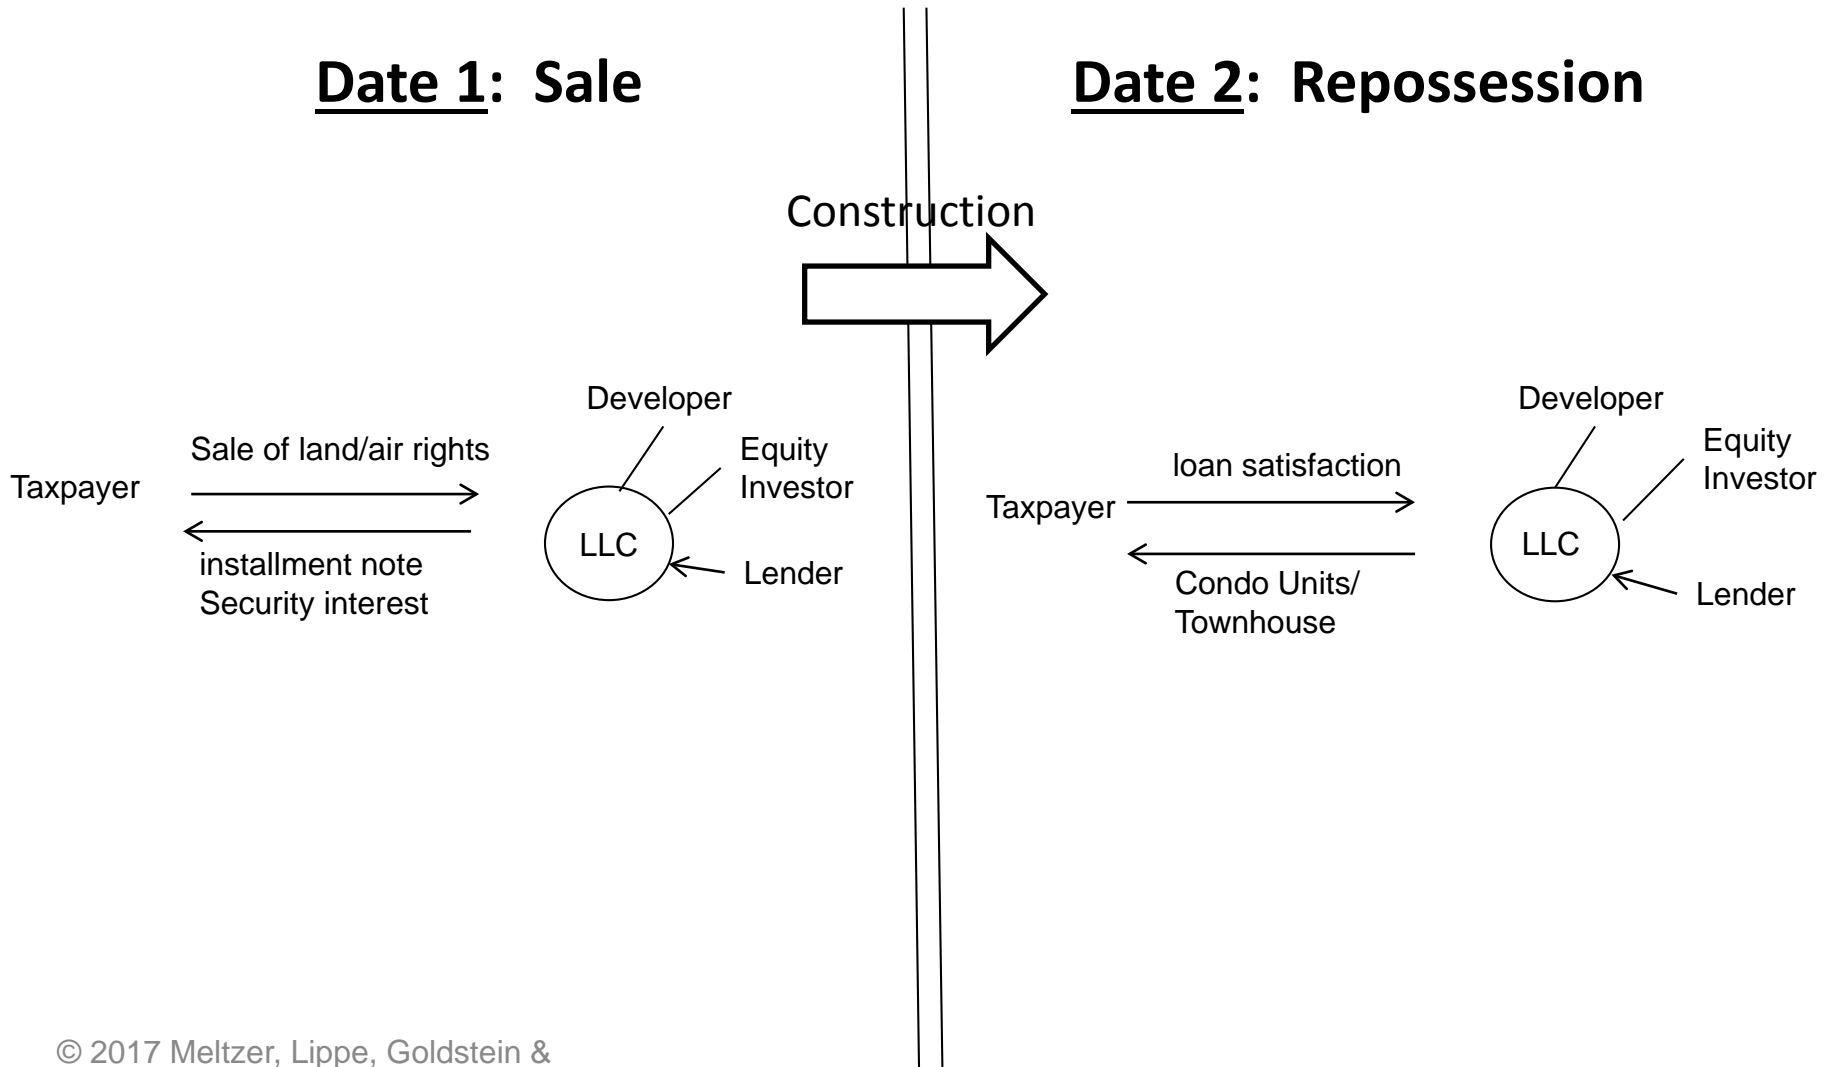 Date 1: Sale
Date 2: Repossession
Construction
Developer
Equity
Investor
Sale of land/air rights
Taxpayer
LLC
installment note
Security interest
Lender
Developer
Equity
Investor
loan satisfaction
Taxpayer
LLC
Condo Units/
Townhouse
Lender
© 2017 Meltzer, Lippe, Goldstein &